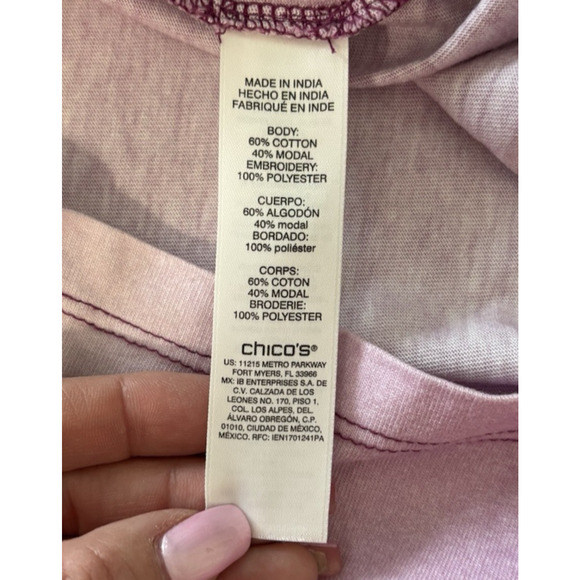 MADE IN INDIA
HECHO EN INDIA
FABRIQUÉ EN INDE
BODY:
60% COTTON
40% MODAL
EMBROIDERY:
100% POLYESTER
CUERPO:
60% ALGODÓN
40% modal
BORDADO:
100% poliéster
CORPS:
60% COTON
40% MODAL
BRODERIE:
100% POLYESTER
chico's®
US: 11215 METRO PARKWAY
FORT MYERS, FL 33966
MX: IB ENTERPRISES S.A. DE
C.V. CALZADA DE LOS
LEONES NO. 170, PISO 1,
COL. LOS ALPES, DEL.
ÁLVARO OBREGÓN, C.P.
01010, CIUDAD DE MÉXICO,
MÉXICO. RFC: IEN1701241PA